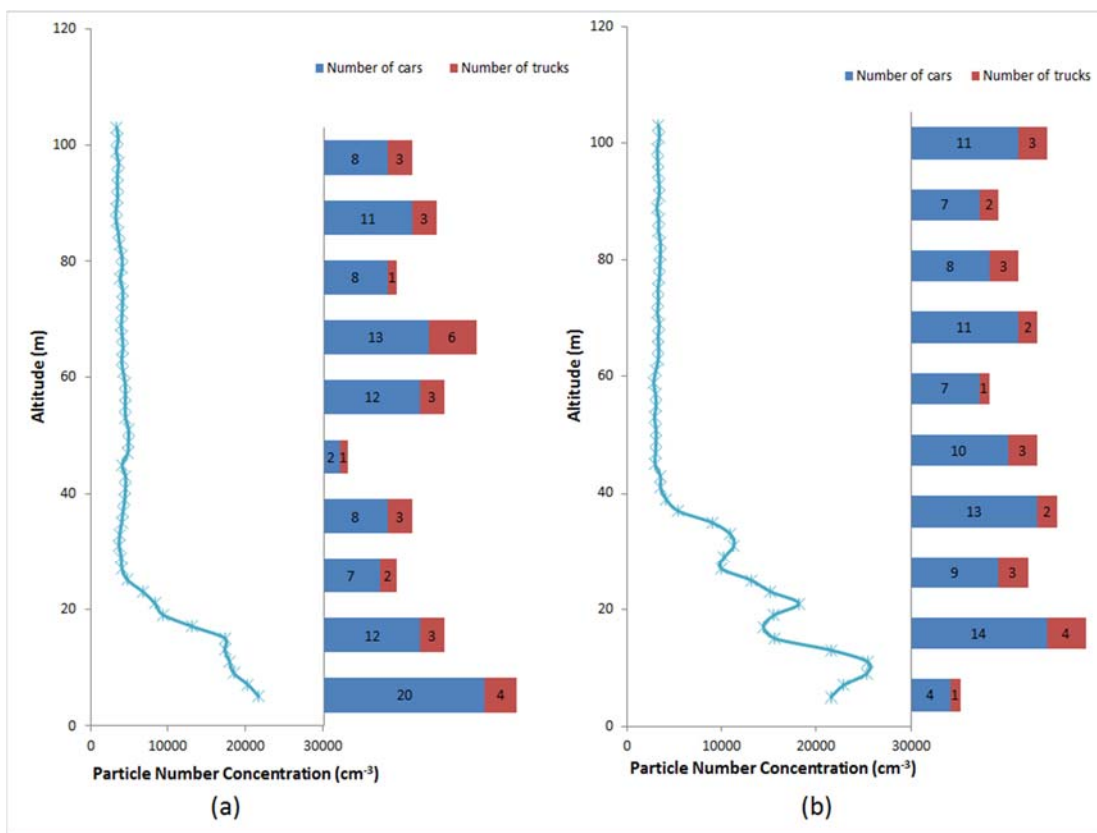 120
100
80
60
40
20
0
Altitude (m)
Number of cars
Number of trucks
8 3
11 3
8 1
13 6
12 3
2 1
8 3
7 2
12 3
20 4
0 10000 20000 30000
Particle Number Concentration (cm-3)
(a)
120
100
80
60
40
20
0
Altitude (m)
Number of cars
Number of trucks
11 3
7 2
8 3
11 2
7 1
10 3
13 2
9 3
14 4
4 1
0 10000 20000 30000
Particle Number Concentration (cm-3)
(b)